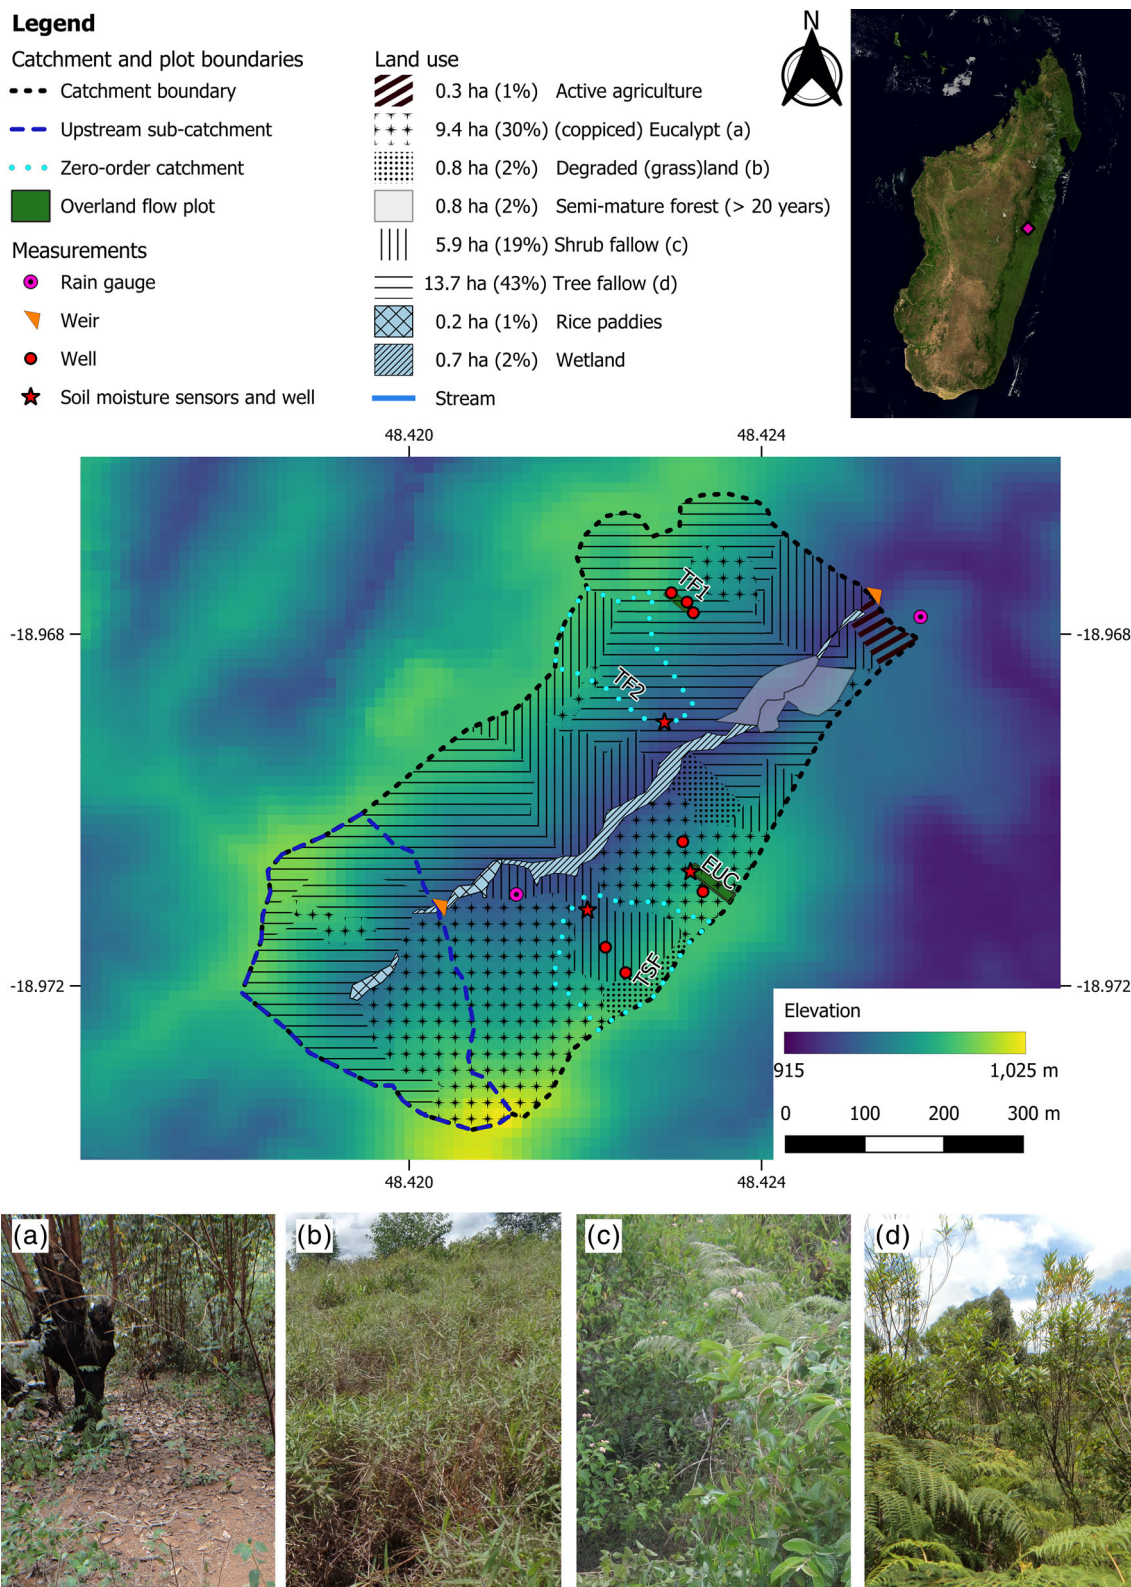 Legend
Catchment and plot boundaries
Catchment boundary
Upstream sub-catchment
Zero-order catchment
Overland flow plot
Measurements
Rain gauge
Weir
Well
Soil moisture sensors and well
Land use
0.3 ha (1%) Active agriculture
9.4 ha (30%) (coppiced) Eucalypt (a)
0.8 ha (2%) Degraded (grass)land (b)
0.8 ha (2%) Semi-mature forest (> 20 years)
5.9 ha (19%) Shrub fallow (c)
13.7 ha (43%) Tree fallow (d)
0.2 ha (1%) Rice paddies
0.7 ha (2%) Wetland
Stream
N
48.420 48.424
TF1
-18.968 -18.968
TF2
EUC
TSF
-18.972 -18.972
Elevation
915 1,025 m
0 100 200 300 m
48.420 48.424
(a) (b) (c) (d)